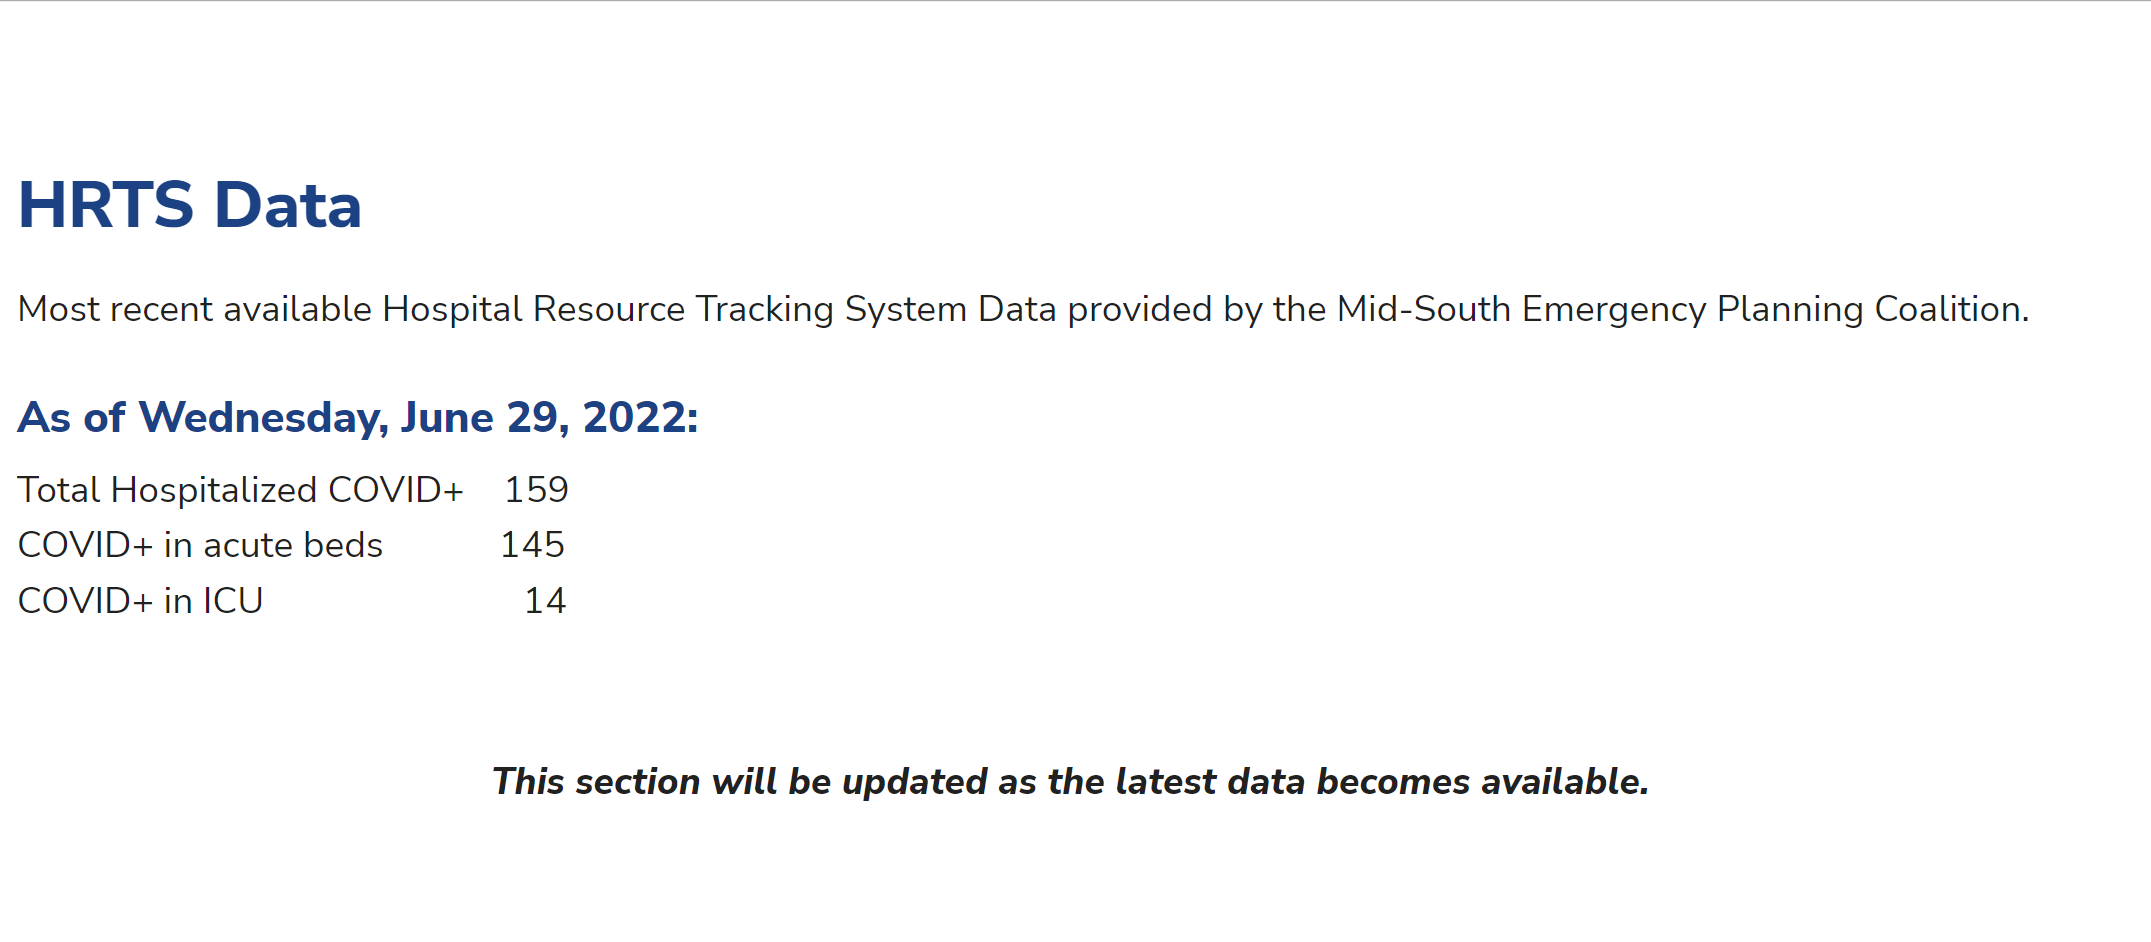 HRTS Data
Most recent available Hospital Resource Tracking System Data provided by the Mid-South Emergency Planning Coalition.
As of Wednesday, June 29, 2022:
Total Hospitalized COVID+ 159
COVID+ in acute beds 145
COVID+ in ICU 14
This section will be updated as the latest data becomes available.